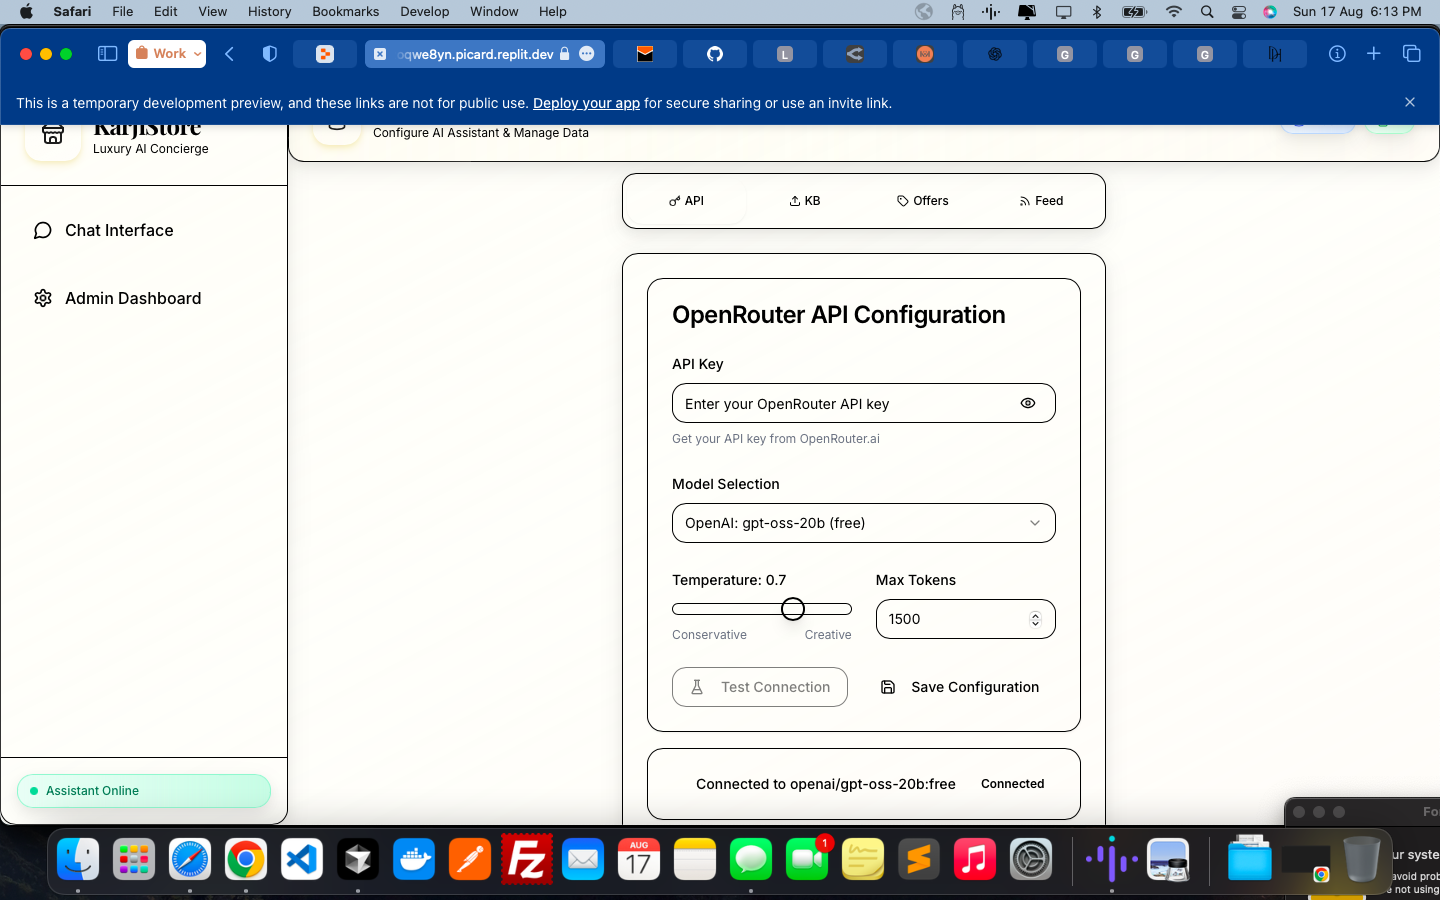 Safari File Edit View History Bookmarks Develop Window Help Sun 17 Aug 6:13 PM
Work qwe8yn.picard.replit.dev L G G G
This is a temporary development preview, and these links are not for public use. Deploy your app for secure sharing or use an invite link.
KarjiStore
Luxury AI Concierge
Configure AI Assistant & Manage Data
Chat Interface
Admin Dashboard
Assistant Online
API KB Offers Feed
OpenRouter API Configuration
API Key
Enter your OpenRouter API key
Get your API key from OpenRouter.ai
Model Selection
OpenAI: gpt-oss-20b (free)
Temperature: 0.7 Max Tokens
1500
Conservative Creative
Test Connection Save Configuration
Connected to openai/gpt-oss-20b:free Connected
Fo
ur syste
avoid prob
e not using
AUG
17
Fz
1